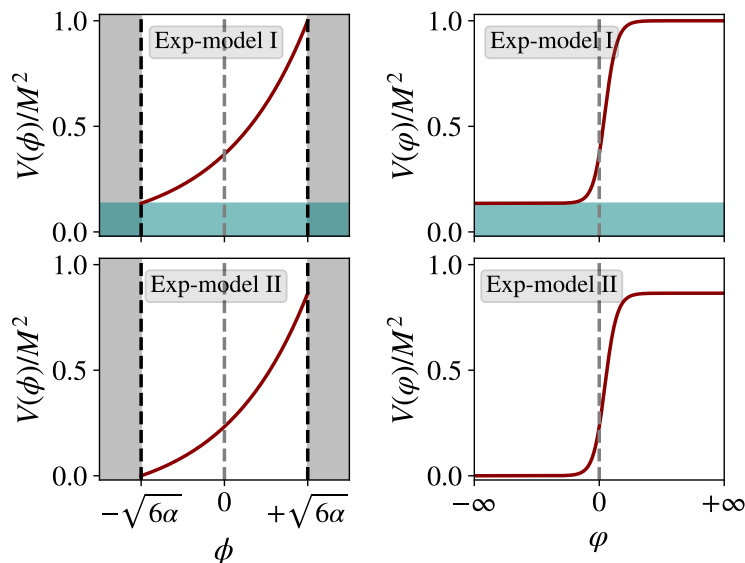 Exp-model I
V(ϕ)/M²
1.0
0.5
0.0
Exp-model I
V(φ)/M²
1.0
0.5
0.0
Exp-model II
V(ϕ)/M²
1.0
0.5
0.0
−√6α 0 +√6α
ϕ
Exp-model II
V(φ)/M²
1.0
0.5
0.0
−∞ 0 +∞
φ